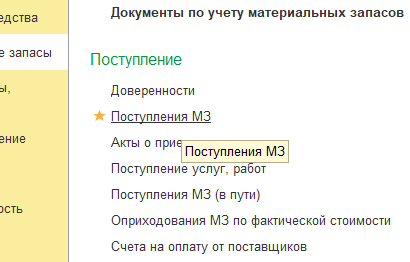 Документы по учету материальных запасов
едства
е запасы
Поступление
ы,
Доверенности
Поступления МЗ
ение
Акты о прие
Поступления МЗ
Поступление услуг, работ
Поступления МЗ (в пути)
ость
Оприходования МЗ по фактической стоимости
Счета на оплату от поставщиков